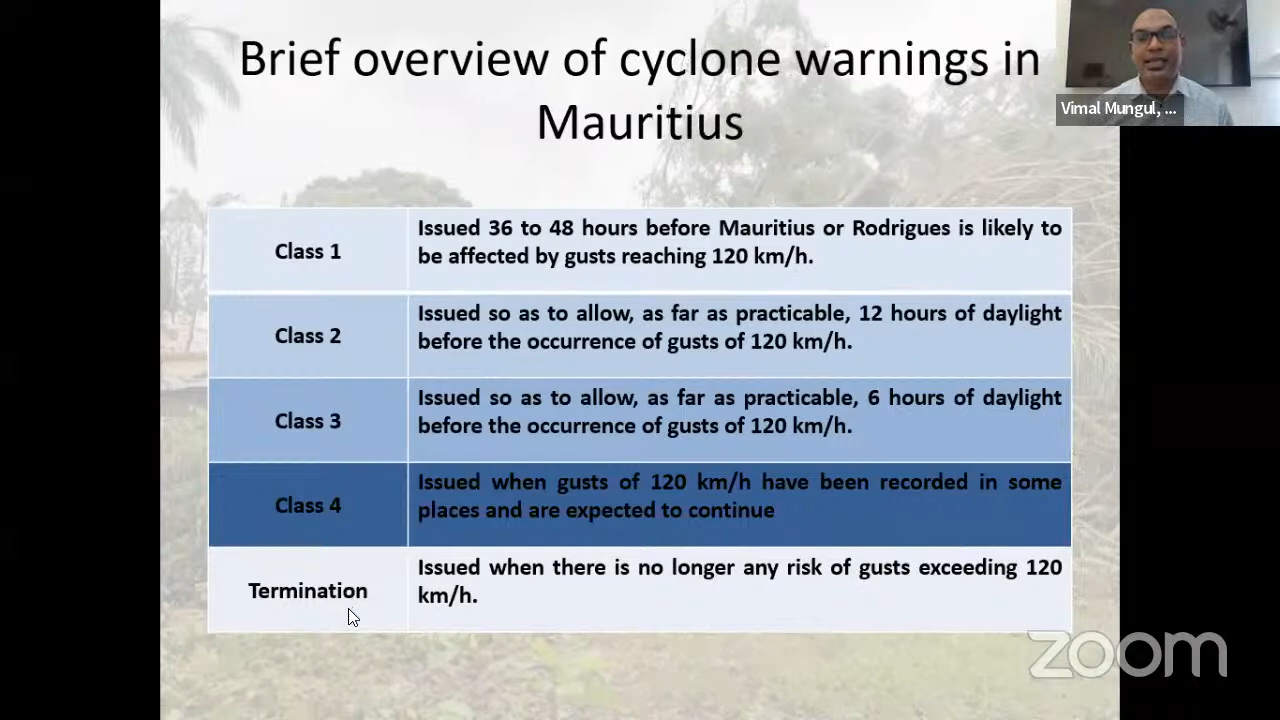 Brief overview of cyclone warnings in
Mauritius
Vimal Mungul, ...
Class 1
Issued 36 to 48 hours before Mauritius or Rodrigues is likely to
be affected by gusts reaching 120 km/h.
Class 2
Issued so as to allow, as far as practicable, 12 hours of daylight
before the occurrence of gusts of 120 km/h.
Class 3
Issued so as to allow, as far as practicable, 6 hours of daylight
before the occurrence of gusts of 120 km/h.
Class 4
Issued when gusts of 120 km/h have been recorded in some
places and are expected to continue
Termination
Issued when there is no longer any risk of gusts exceeding 120
km/h.
zoom